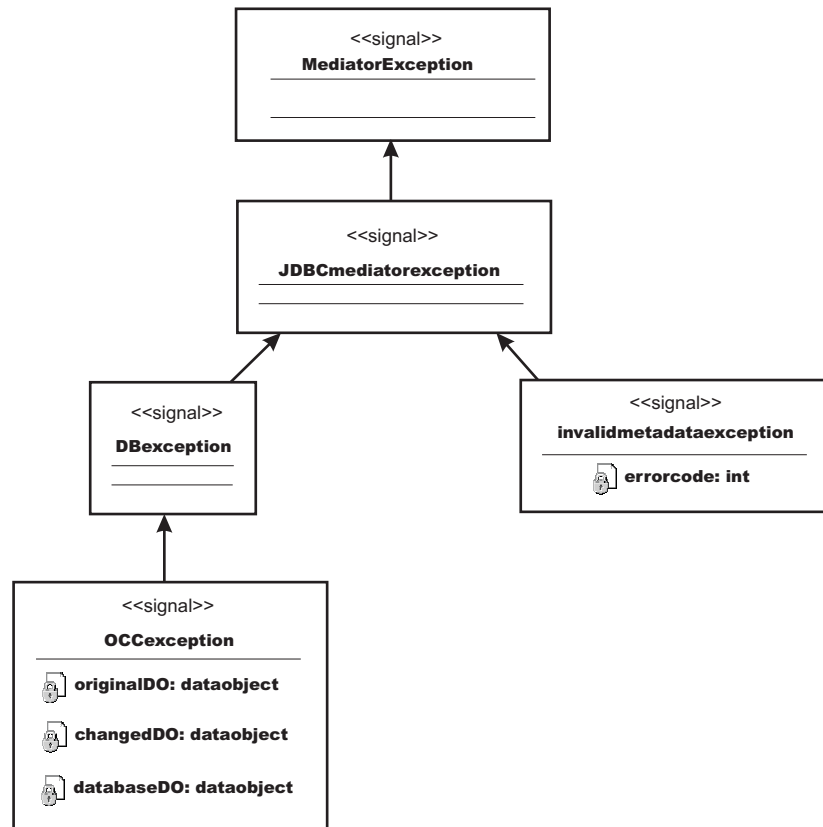 <<signal>>
MediatorException
<<signal>>
JDBCmediatorexception
<<signal>>
DBexception
<<signal>>
invalidmetadataexception
errorcode: int
<<signal>>
OCCexception
originalDO: dataobject
changedDO: dataobject
databaseDO: dataobject